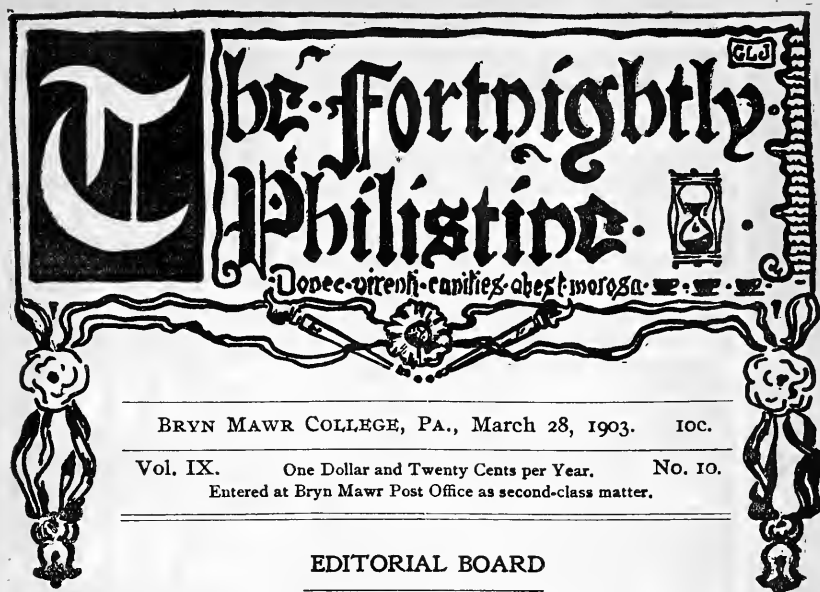 GLJ
The·Fortnightly·
Philistine·
·Donec·virenti·canities·abest·morosa·
BRYN MAWR COLLEGE, PA., March 28, 1903. 10C.
Vol. IX. One Dollar and Twenty Cents per Year. No. 10.
Entered at Bryn Mawr Post Office as second-class matter.
EDITORIAL BOARD